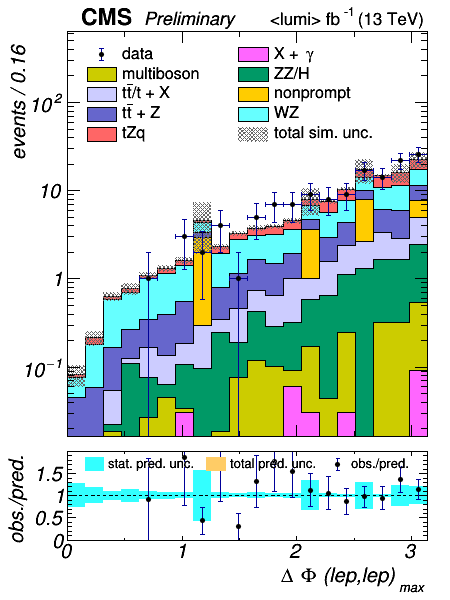 CMS Preliminary <lumi> fb⁻¹ (13 TeV)
events / 0.16
data
multiboson
tt̄/t + X
tt̄ + Z
tZq
X + γ
ZZ/H
nonprompt
WZ
total sim. unc.
10²
10
1
10⁻¹
obs./pred.
stat. pred. unc. total pred. unc. obs./pred.
1.5
1
0.5
0
0 1 2 3
Δ Φ (lep,lep) max